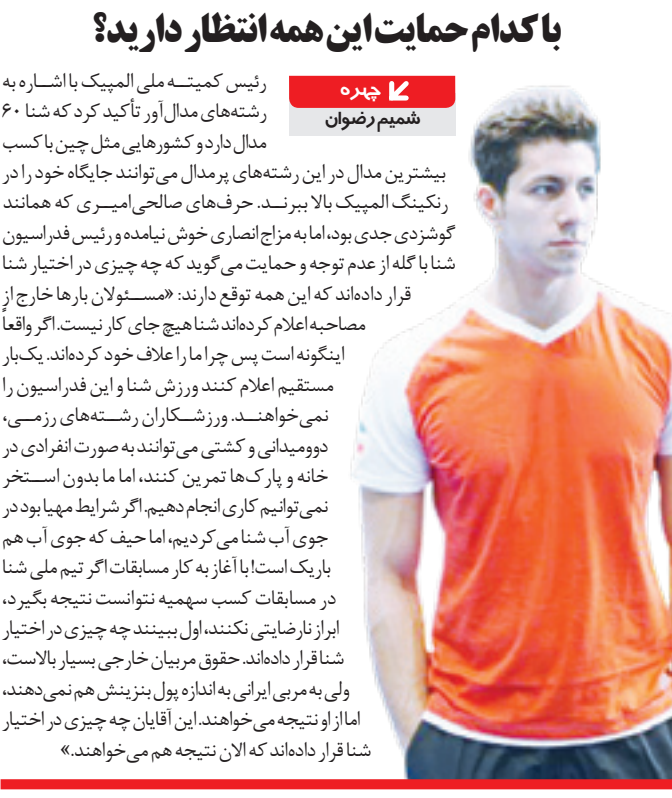 با کدام حمایت این همه انتظار دارید؟
چهره
شمیم رضوان
رئیس کمیتــه ملی المپیک با اشــاره به
رشته‌های مدال‌آور تأکید کرد که شنا ۶۰
مدال دارد و کشورهایی مثل چین با کسب
بیشترین مدال در این رشته‌های پرمدال می‌توانند جایگاه خود را در
رنکینگ المپیک بالا ببرنــد. حرف‌های صالحی‌امیــری که همانند
گوشزدی جدی بود، اما به مزاج انصاری خوش نیامده و رئیس فدراسیون
شنا با گله از عدم توجه و حمایت می‌گوید که چه چیزی در اختیار شنا
قرار داده‌اند که این همه توقع دارند: «مســئولان بارها خارج از
مصاحبه اعلام کرده‌اند شنا هیچ جای کار نیست. اگر واقعاً
اینگونه است پس چرا ما را علاف خود کرده‌اند. یک‌بار
مستقیم اعلام کنند ورزش شنا و این فدراسیون را
نمی‌خواهنــد. ورزشــکاران رشــته‌های رزمــی،
دوومیدانی و کشتی می‌توانند به صورت انفرادی در
خانه و پارک‌ها تمرین کنند، اما ما بدون اســتخر
نمی‌توانیم کاری انجام دهیم. اگر شرایط مهیا بود در
جوی آب شنا می‌کردیم، اما حیف که جوی آب هم
باریک است! با آغاز به کار مسابقات اگر تیم ملی شنا
در مسابقات کسب سهمیه نتوانست نتیجه بگیرد،
ابراز نارضایتی نکنند، اول ببینند چه چیزی در اختیار
شنا قرار داده‌اند. حقوق مربیان خارجی بسیار بالاست،
ولی به مربی ایرانی به اندازه پول بنزینش هم نمی‌دهند،
اما از او نتیجه می‌خواهند. این آقایان چه چیزی در اختیار
شنا قرار داده‌اند که الان نتیجه هم می‌خواهند.»